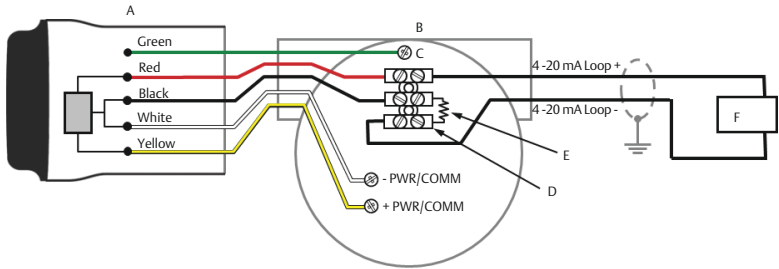 A
B
Green
C
Red
4 -20 mA Loop +
Black
4 -20 mA Loop -
F
White
Yellow
E
- PWR/COMM
D
+ PWR/COMM